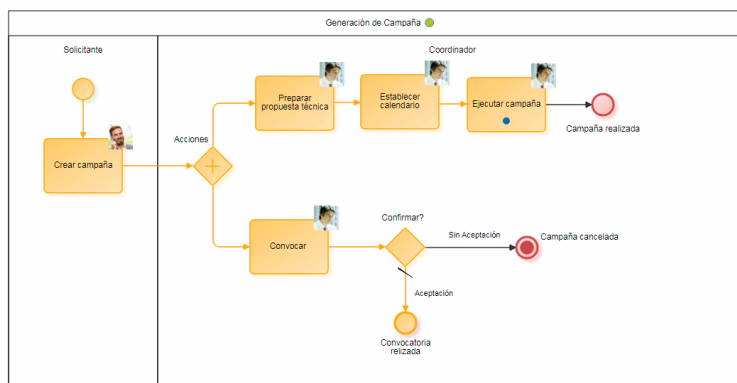 Generación de Campaña
Solicitante
Coordinador
Preparar
propuesta técnica
Establecer
calendario
Ejecutar campaña
Campaña realizada
Acciones
Crear campaña
Convocar
Confirmar?
Sin Aceptación
Campaña cancelada
Aceptación
Convocatoria
relizada